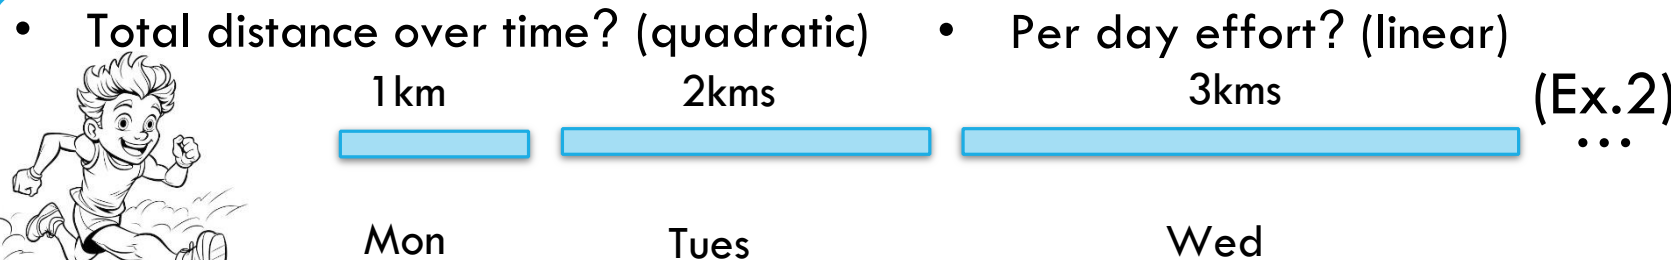 • Total distance over time? (quadratic) • Per day effort? (linear)
1km 2kms 3kms (Ex.2)
...
Mon Tues Wed